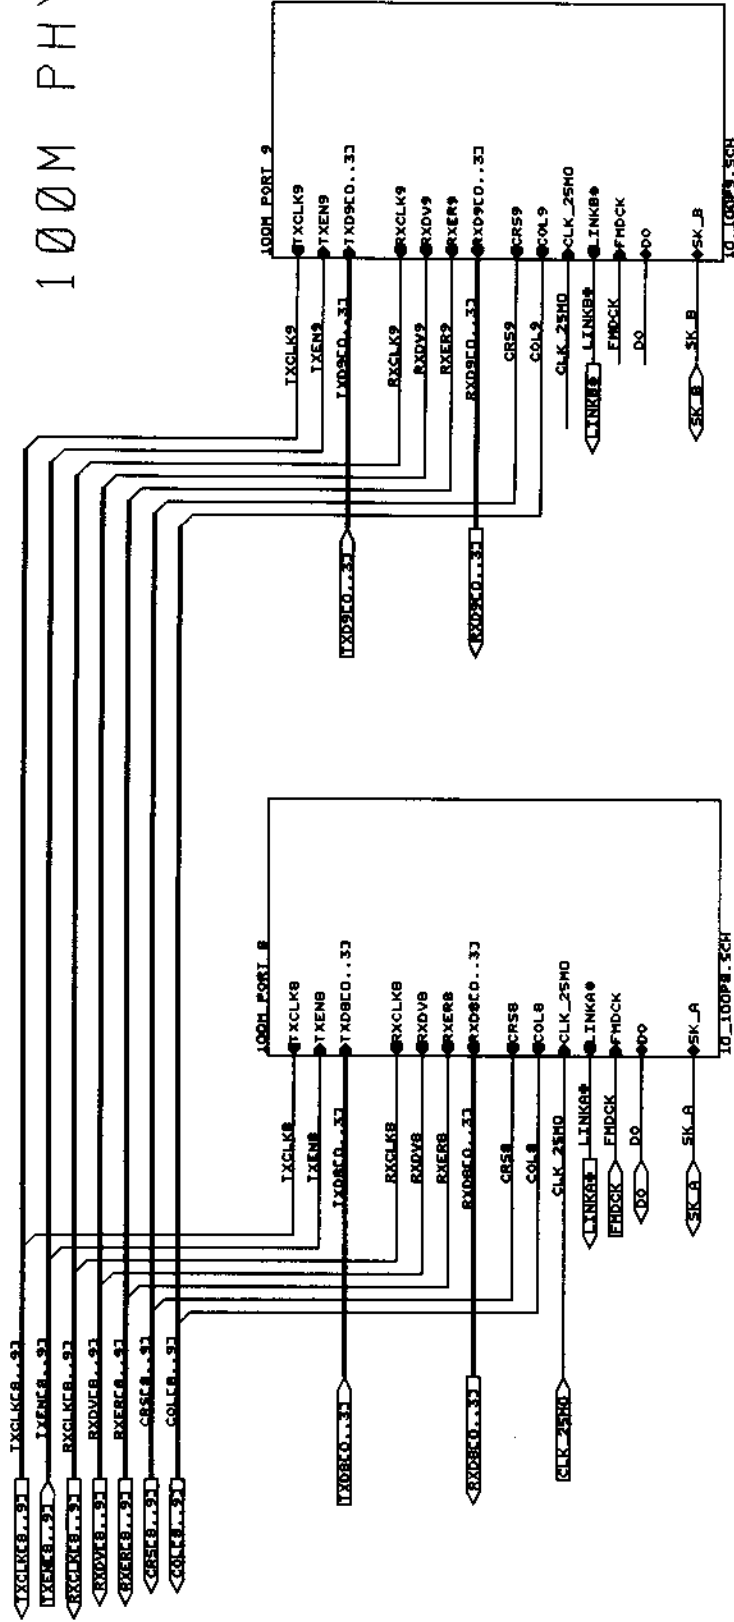 100M PHY
TXCLK[8..9] TXCLK[8..9]
TXEN[8..9] TXEN[8..9]
RXCLK[8..9] RXCLK[8..9]
RXDV[8..9] RXDV[8..9]
RXER[8..9] RXER[8..9]
CRS[8..9] CRS[8..9]
COL[8..9] COL[8..9]
100M PORT 8
TXCLK8 TXCLK8
TXEN8 TXEN8
TXD8[0..3] TXD8[0..3] TXD8[0..3]
RXCLK8 RXCLK8
RXDV8 RXDV8
RXER8 RXER8
RXD8[0..3] RXD8[0..3] RXD8[0..3]
CRS8 CRS8
COL8 COL8
CLK_25MO CLK_25MO CLK_25MO
LINKA* LINKA* LINKA*
FMDCK FMDCK FMDCK
DO DO DO
SK_A SK_A SK_A
10_100P8.SCH
100M PORT 9
TXCLK9 TXCLK9
TXEN9 TXEN9
TXD9[0..3] TXD9[0..3] TXD9[0..3]
RXCLK9 RXCLK9
RXDV9 RXDV9
RXER9 RXER9
RXD9[0..3] RXD9[0..3] RXD9[0..3]
CRS9 CRS9
COL9 COL9
CLK_25MO CLK_25MO
LINKB* LINKB* LINKB*
FMDCK FMDCK
DO DO
SK_B SK_B SK_B
10_100P9.SCH